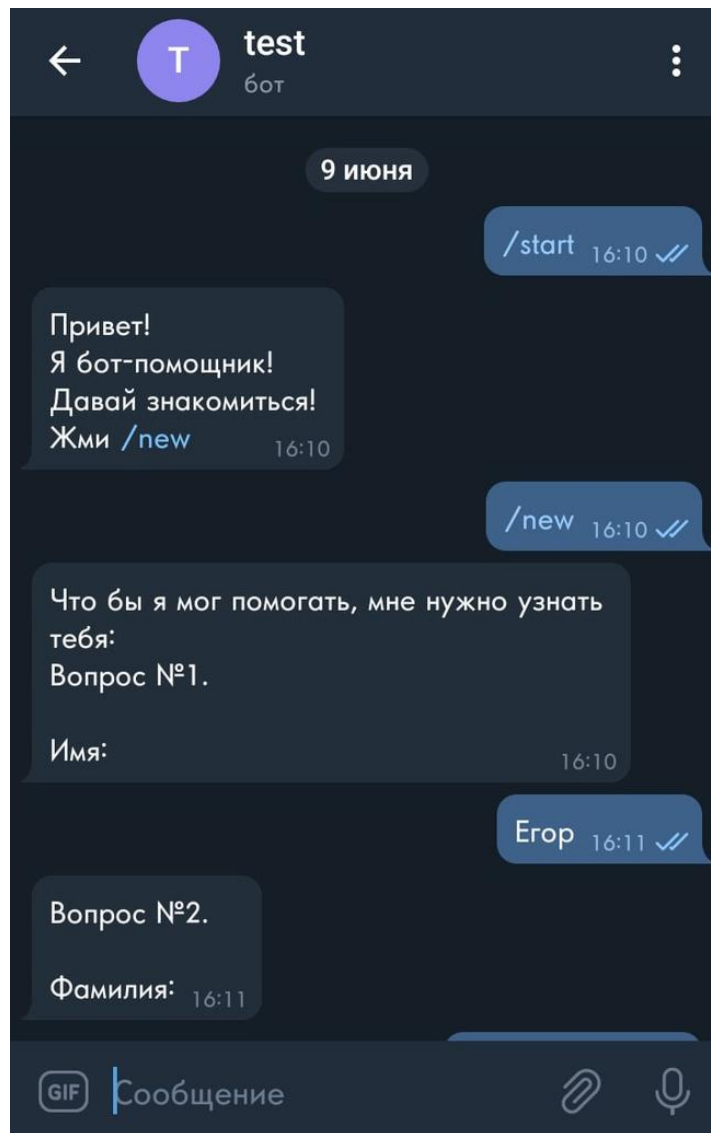 T
test
бот
9 июня
/start 16:10
Привет!
Я бот-помощник!
Давай знакомиться!
Жми /new 16:10
/new 16:10
Что бы я мог помогать, мне нужно узнать
тебя:
Вопрос №1.
Имя: 16:10
Егор 16:11
Вопрос №2.
Фамилия: 16:11
GIF Сообщение